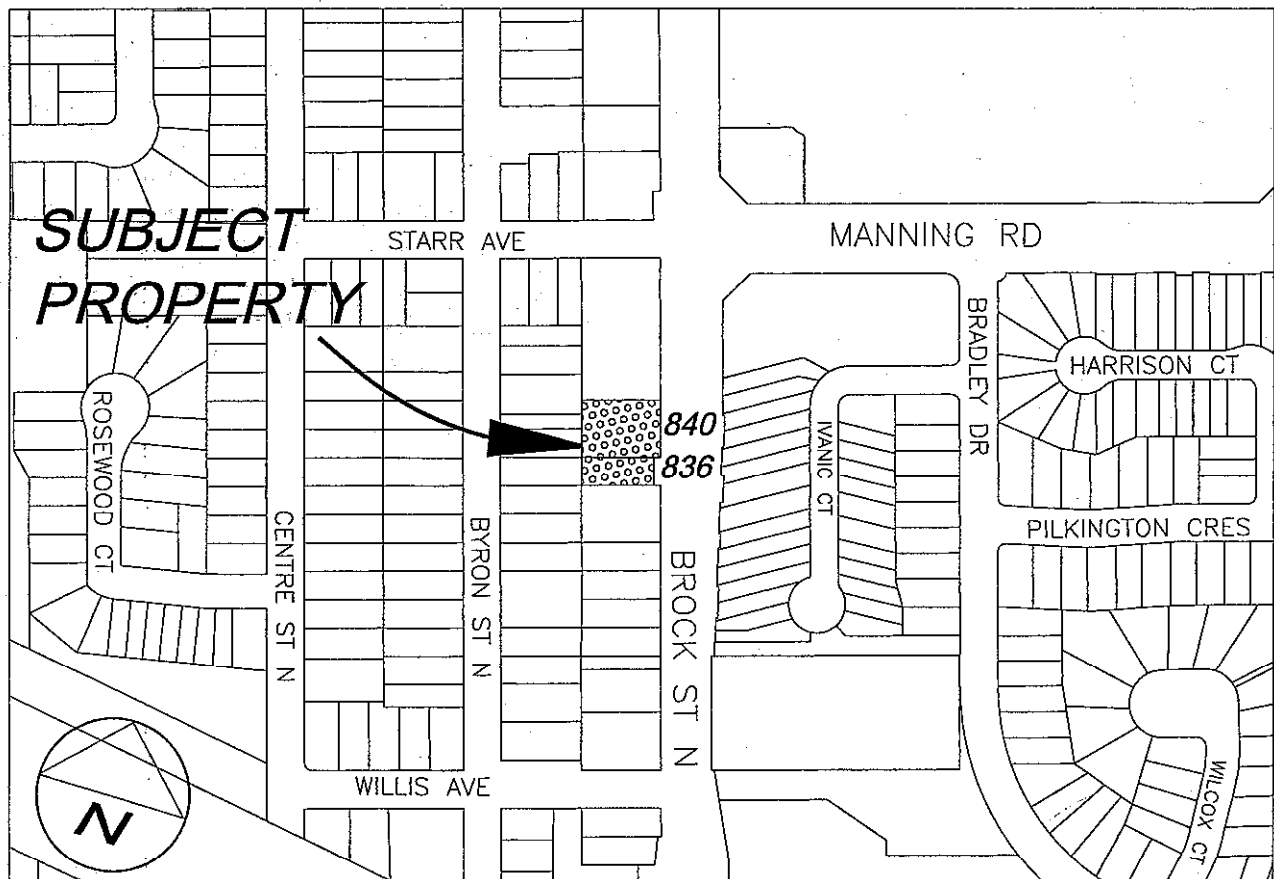 SUBJECT
PROPERTY
STARR AVE
MANNING RD
BRADLEY DR
HARRISON CT
ROSEWOOD CT
840
836
IVANIC CT
PILKINGTON CRES
CENTRE ST N
BYRON ST N
BROCK ST N
WILLIS AVE
WILCOX CT
N